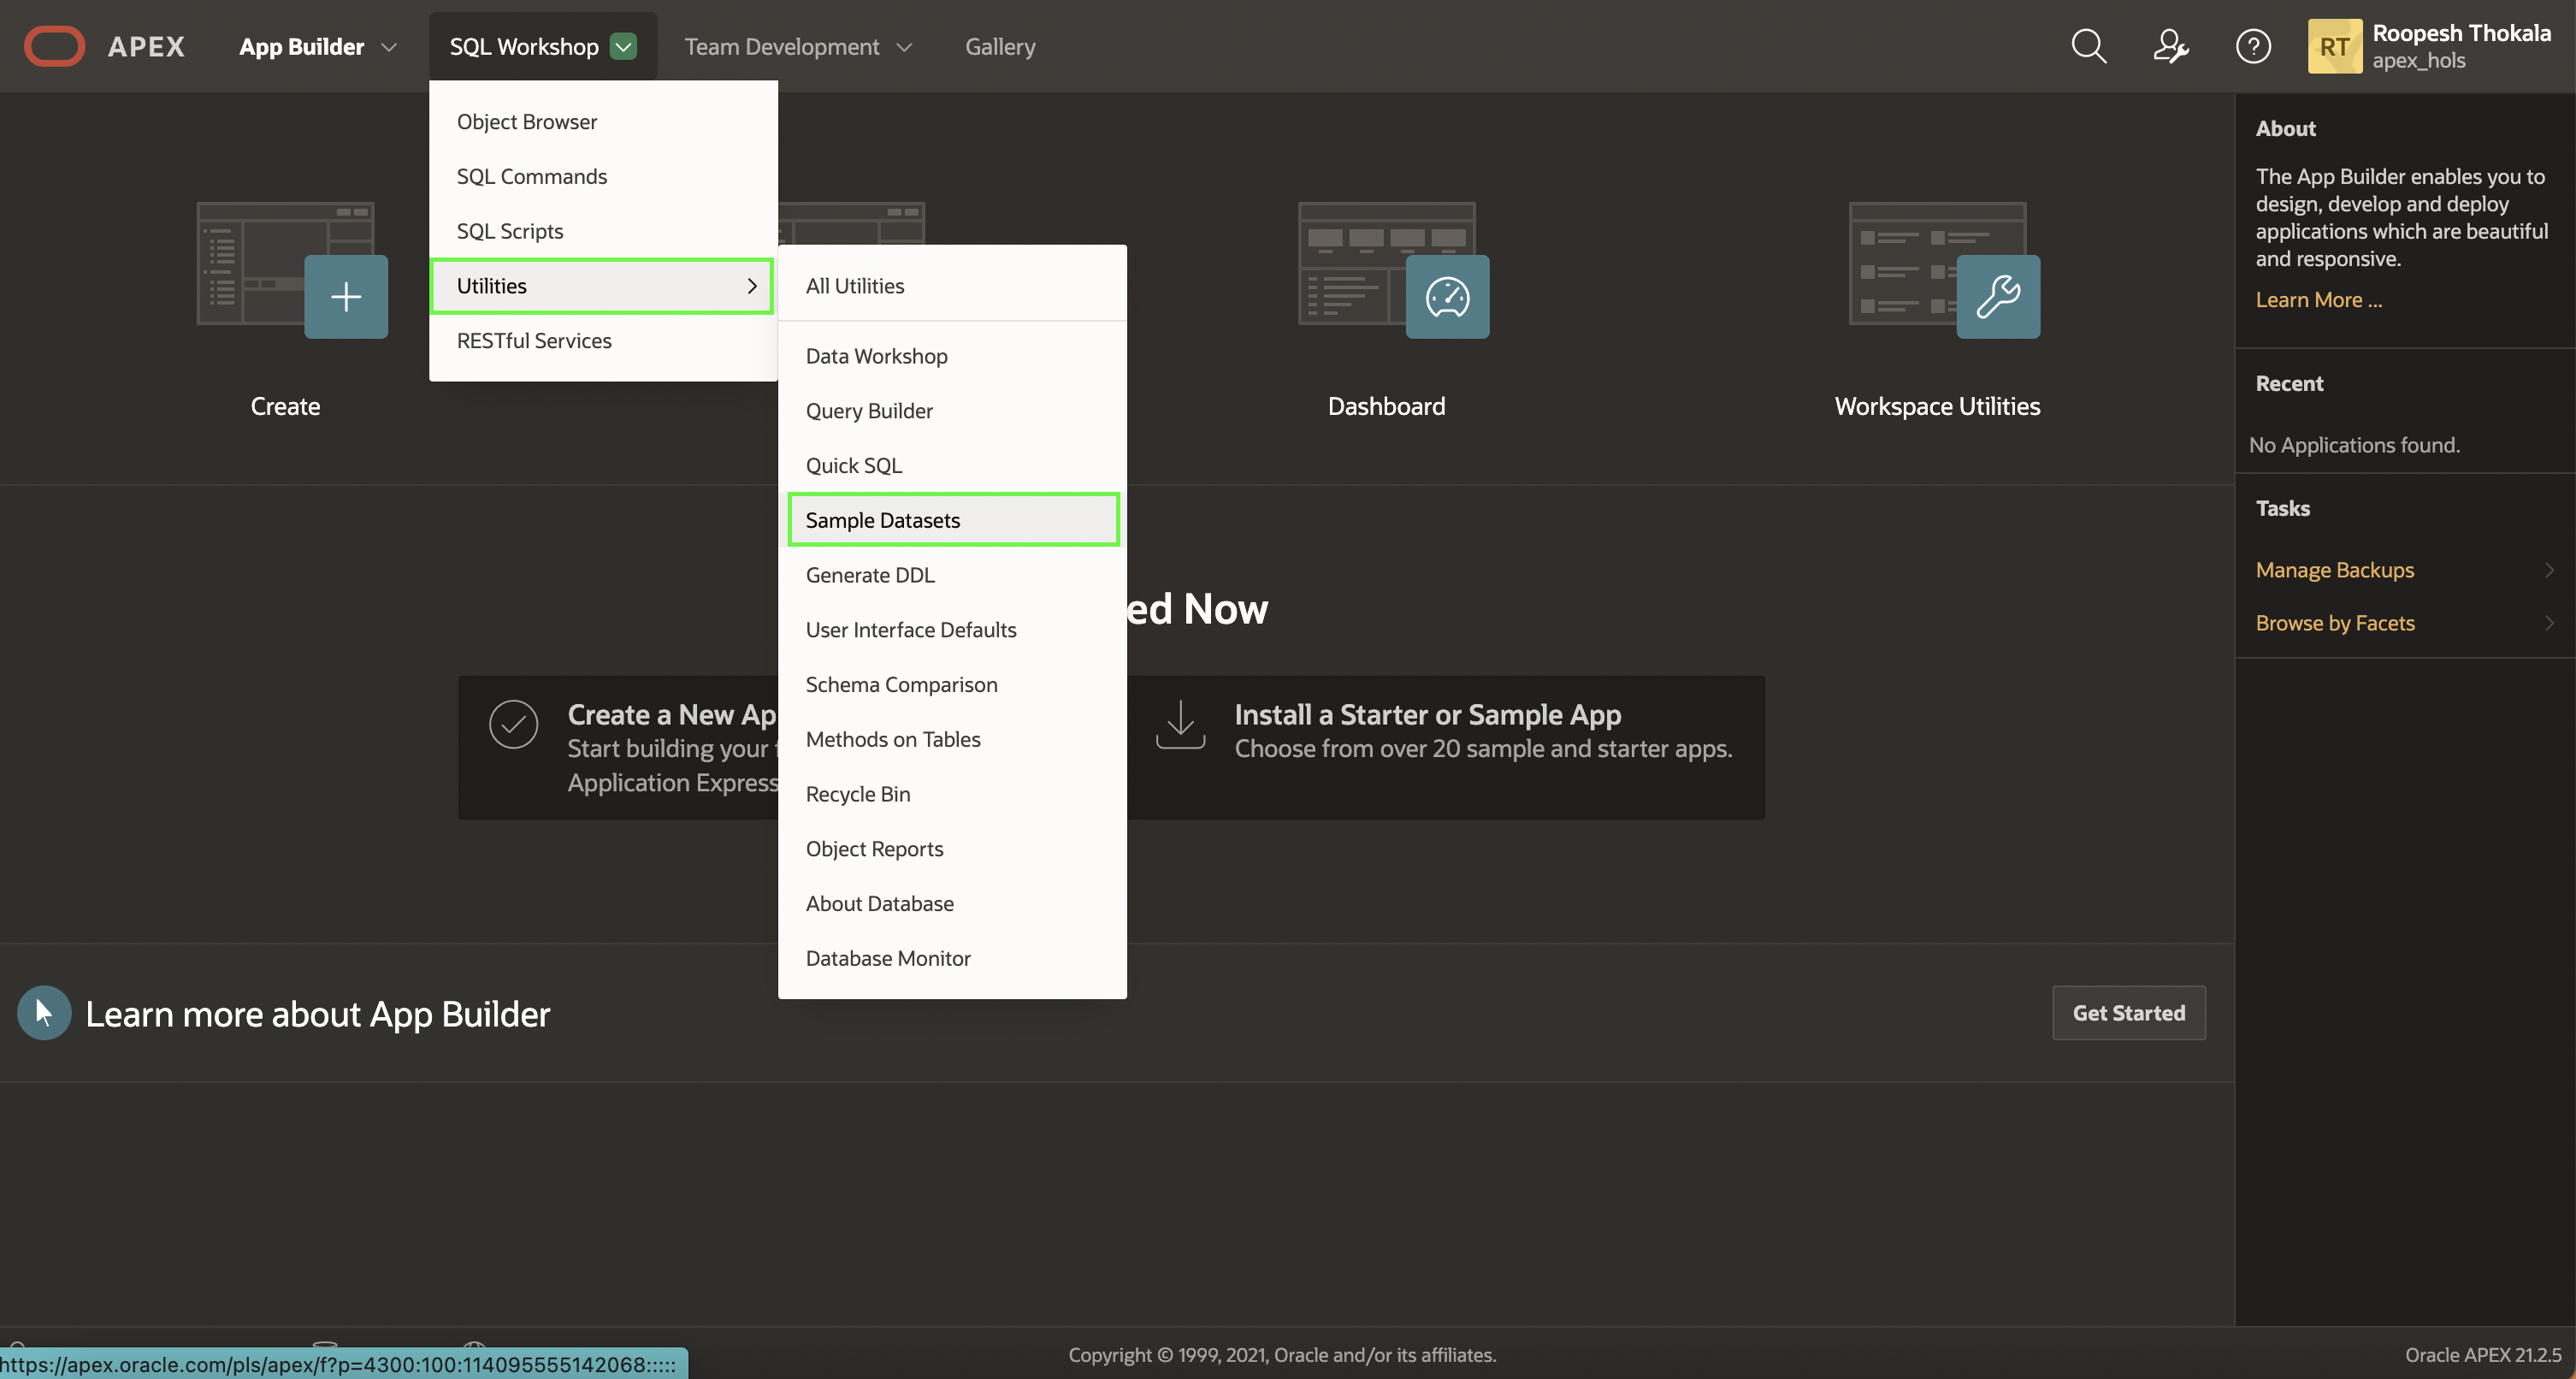 APEX
App Builder
SQL Workshop
Team Development
Gallery
RT
Roopesh Thokala
apex_hols
Object Browser
SQL Commands
SQL Scripts
Utilities
RESTful Services
All Utilities
Data Workshop
Query Builder
Quick SQL
Sample Datasets
Generate DDL
User Interface Defaults
Schema Comparison
Methods on Tables
Recycle Bin
Object Reports
About Database
Database Monitor
Create
Dashboard
Workspace Utilities
ed Now
Create a New Ap
Start building your
Application Express
Install a Starter or Sample App
Choose from over 20 sample and starter apps.
Learn more about App Builder
Get Started
About
The App Builder enables you to
design, develop and deploy
applications which are beautiful
and responsive.
Learn More ...
Recent
No Applications found.
Tasks
Manage Backups
Browse by Facets
https://apex.oracle.com/pls/apex/f?p=4300:100:114095555142068:::::
Copyright © 1999, 2021, Oracle and/or its affiliates.
Oracle APEX 21.2.5